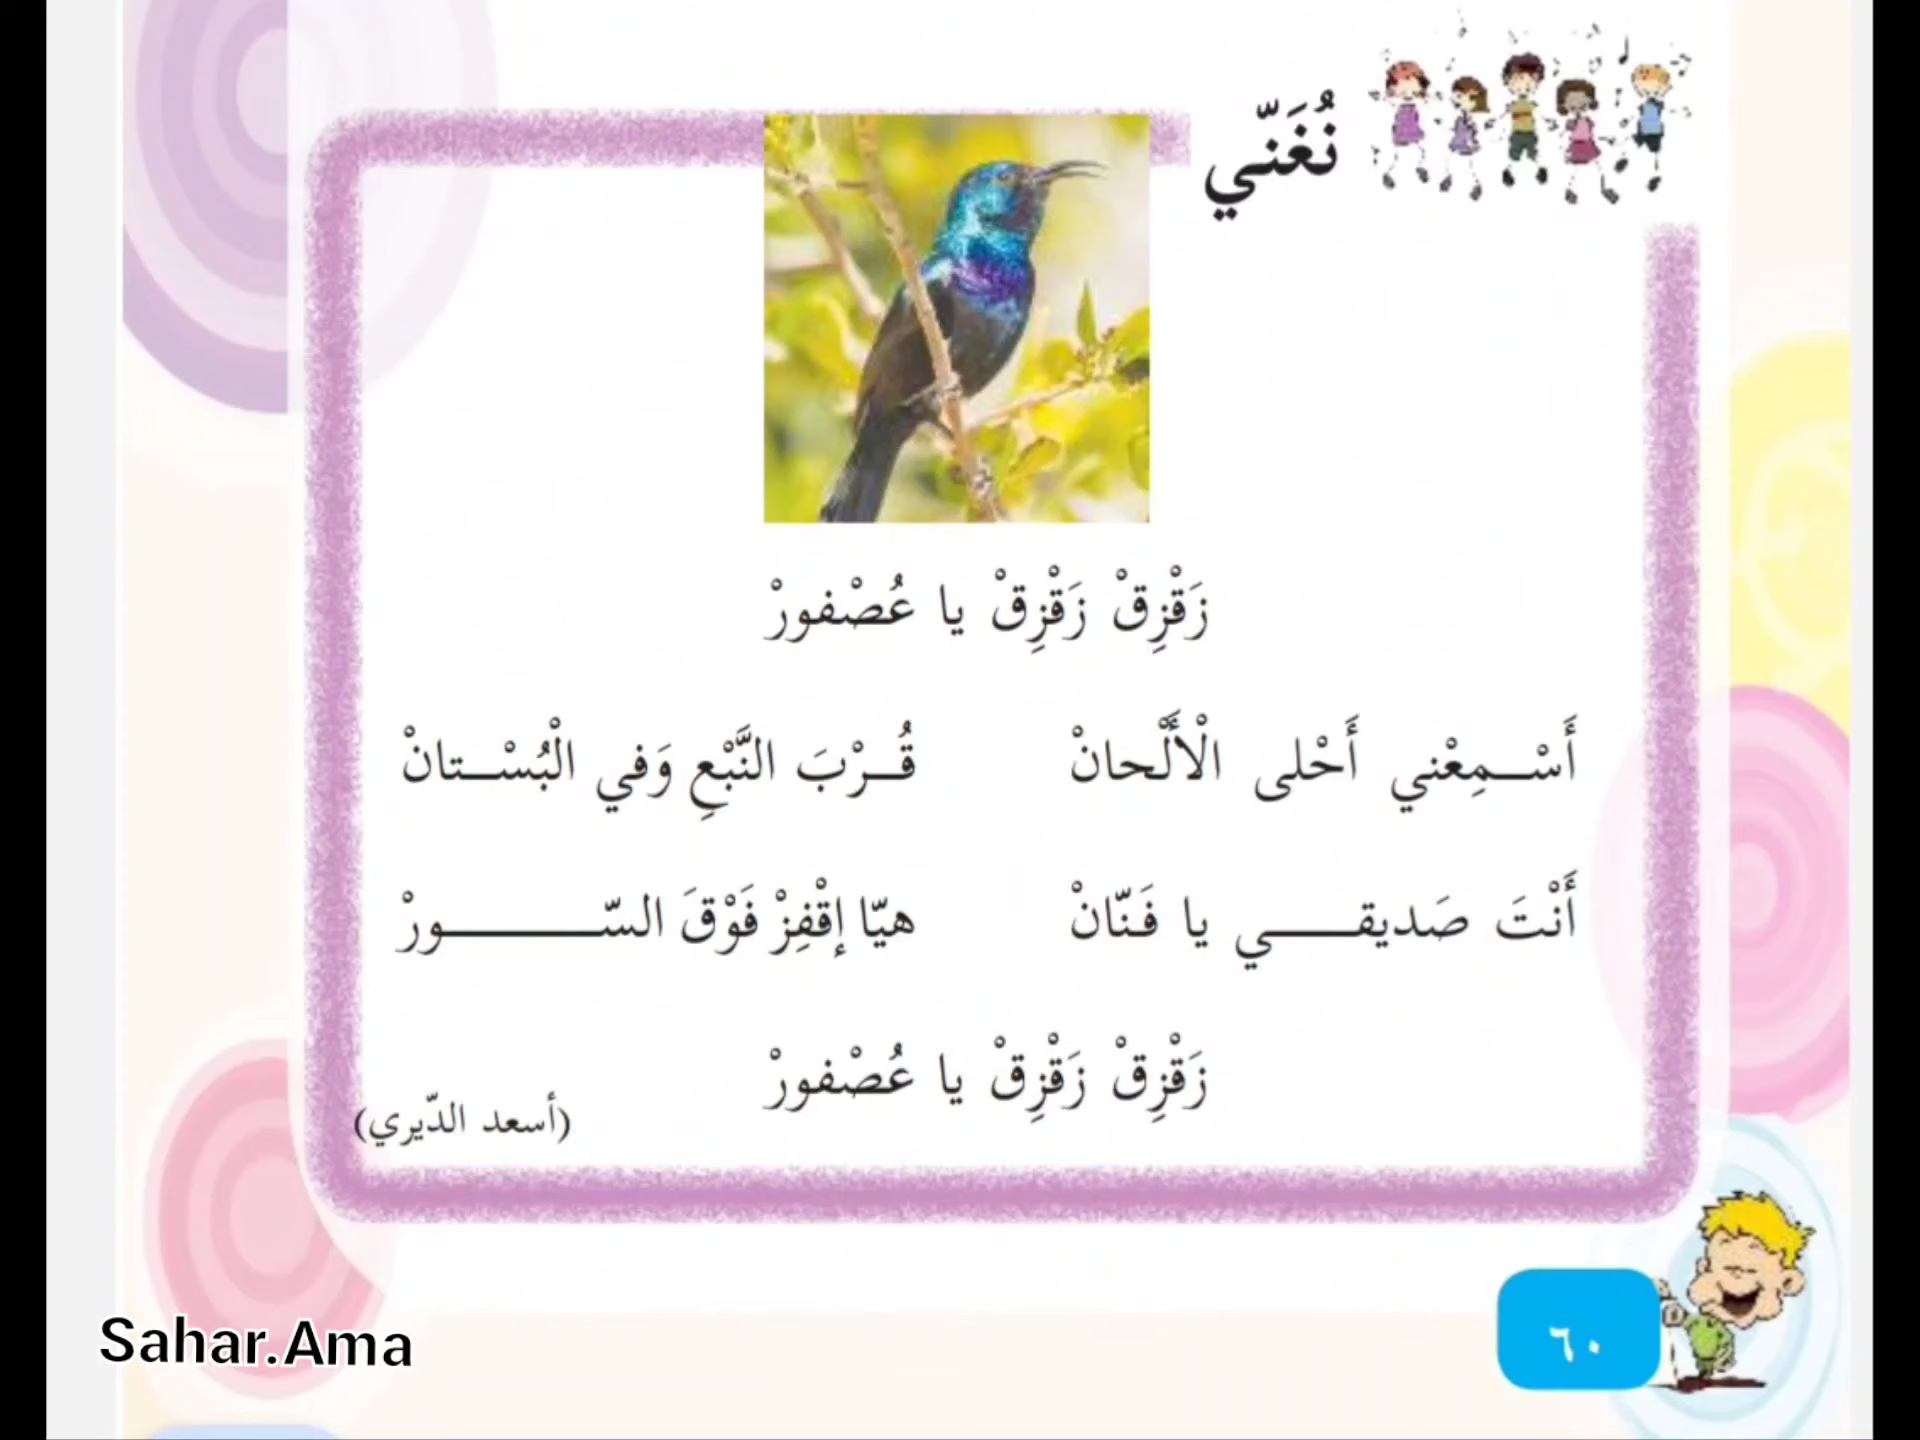 نُغَنّي
زَقْزِقْ زَقْزِقْ يا عُصْفورْ
أَسْمِعْني أَحْلى الْأَلْحانْ قُرْبَ النَّبْعِ وَفي الْبُسْتانْ
أَنْتَ صَديقي يا فَنّانْ هيّا إقْفِزْ فَوْقَ السّورْ
زَقْزِقْ زَقْزِقْ يا عُصْفورْ
(أسعد الدّيري)
٦٠
Sahar.Ama